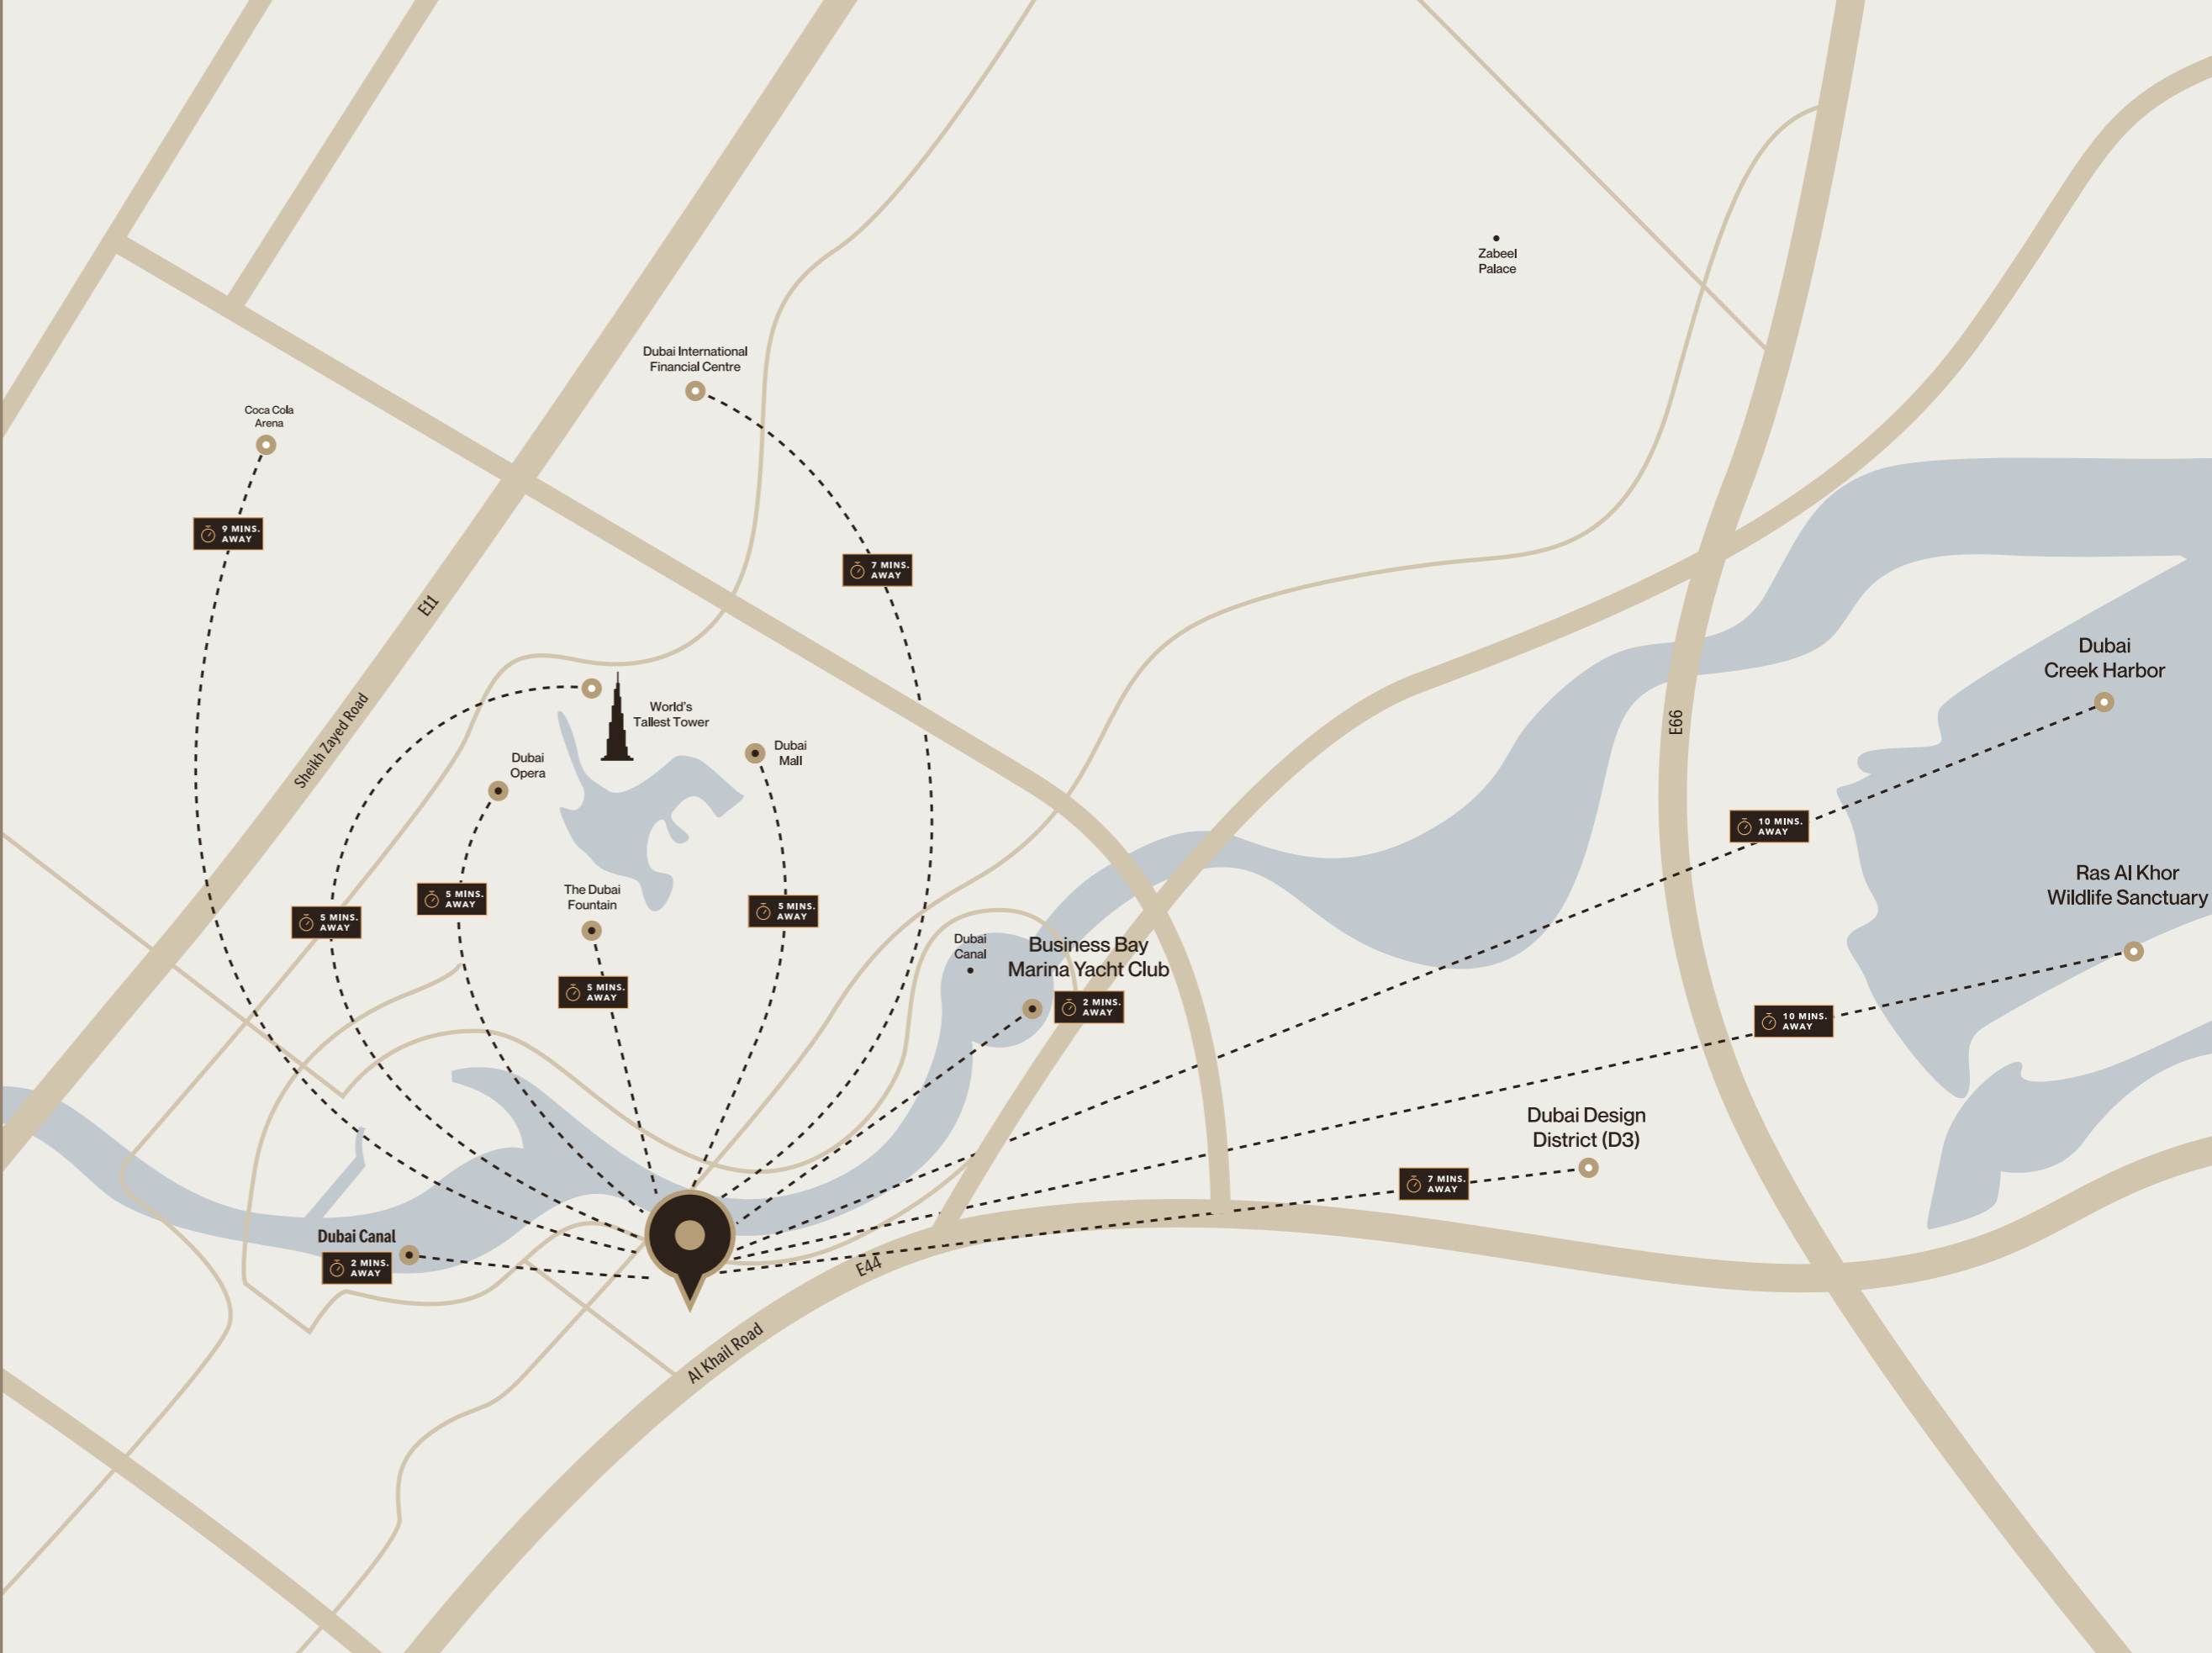 Zabeel
Palace
Dubai International
Financial Centre
Coca Cola
Arena
9 MINS.
AWAY
7 MINS.
AWAY
E11
Sheikh Zayed Road
World's
Tallest Tower
Dubai
Mall
Dubai
Opera
Dubai
Creek Harbor
E66
10 MINS.
AWAY
5 MINS.
AWAY
5 MINS.
AWAY
The Dubai
Fountain
5 MINS.
AWAY
5 MINS.
AWAY
Ras Al Khor
Wildlife Sanctuary
Dubai
Canal
Business Bay
Marina Yacht Club
2 MINS.
AWAY
10 MINS.
AWAY
Dubai Design
District (D3)
7 MINS.
AWAY
Dubai Canal
2 MINS.
AWAY
E44
Al Khail Road